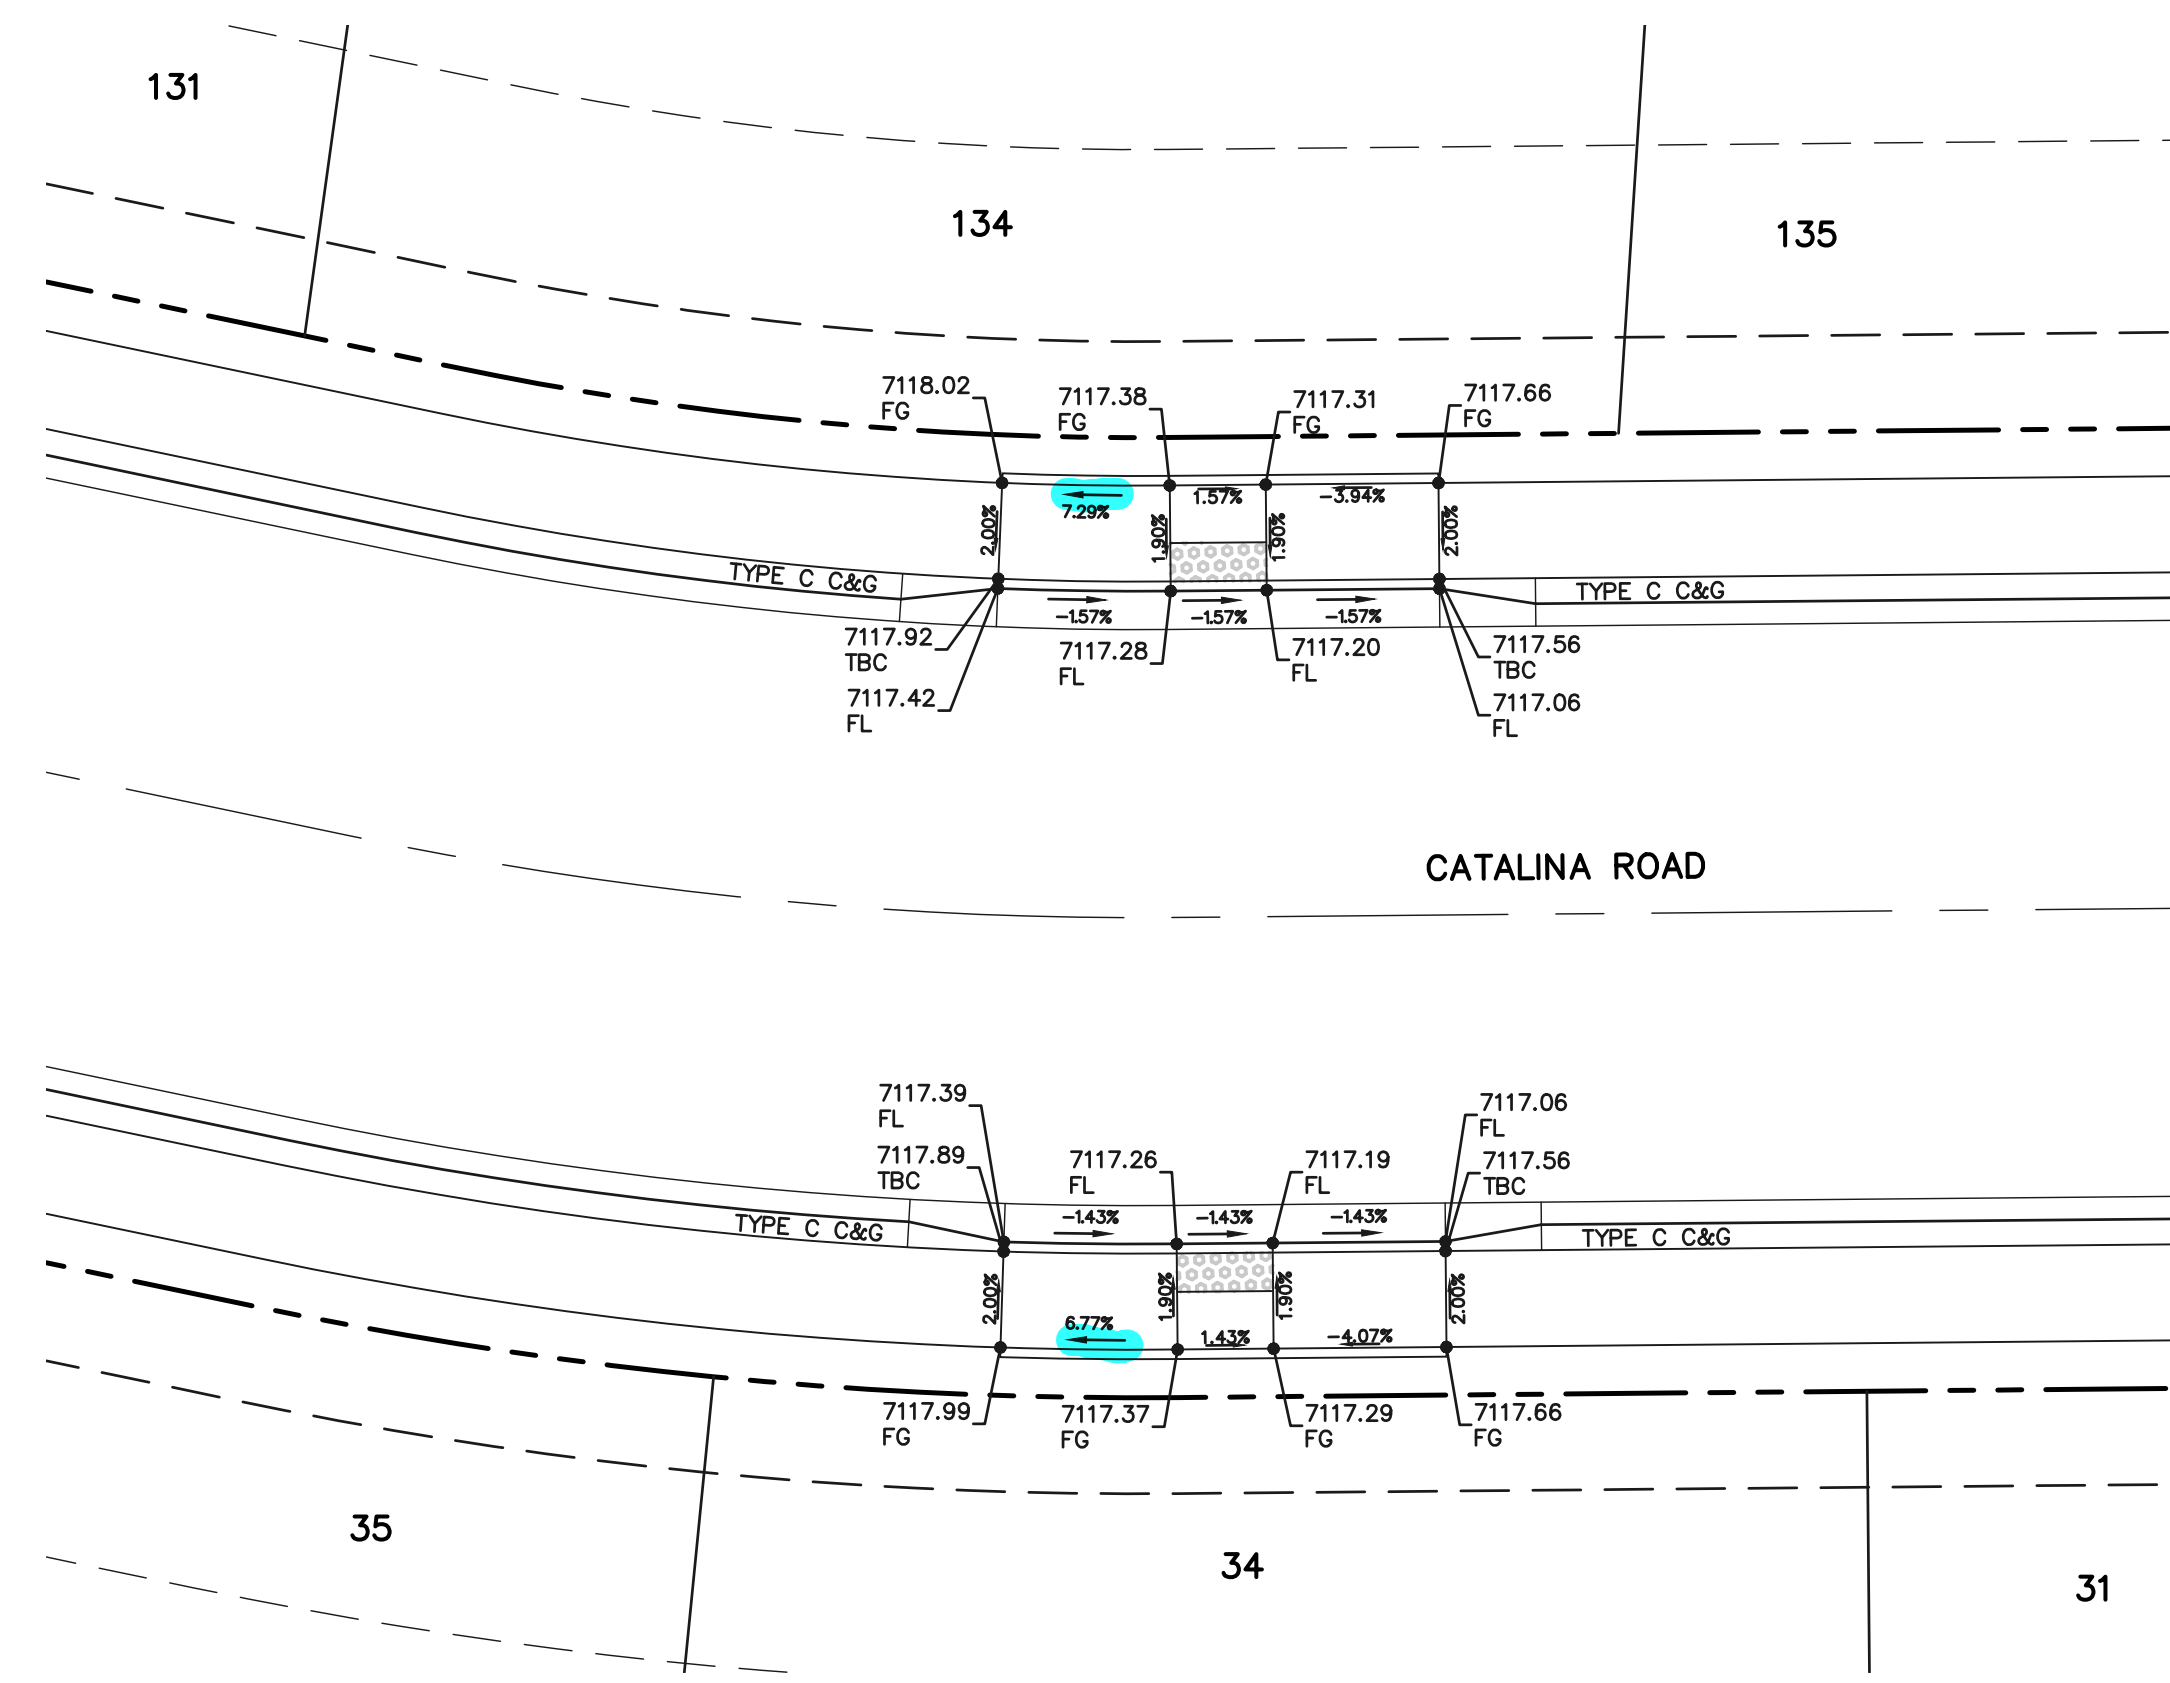 131
134
135
7118.02
FG
7117.38
FG
7117.31
FG
7117.66
FG
7.29%
1.57%
-3.94%
2.00%
1.90%
1.90%
2.00%
TYPE C C&G
TYPE C C&G
-1.57%
-1.57%
-1.57%
7117.92
TBC
7117.28
FL
7117.20
FL
7117.56
TBC
7117.42
FL
7117.06
FL
CATALINA ROAD
7117.39
FL
7117.06
FL
7117.89
TBC
7117.26
FL
7117.19
FL
7117.56
TBC
TYPE C C&G
-1.43%
-1.43%
-1.43%
TYPE C C&G
2.00%
1.90%
1.90%
2.00%
6.77%
1.43%
-4.07%
7117.99
FG
7117.37
FG
7117.29
FG
7117.66
FG
35
34
31